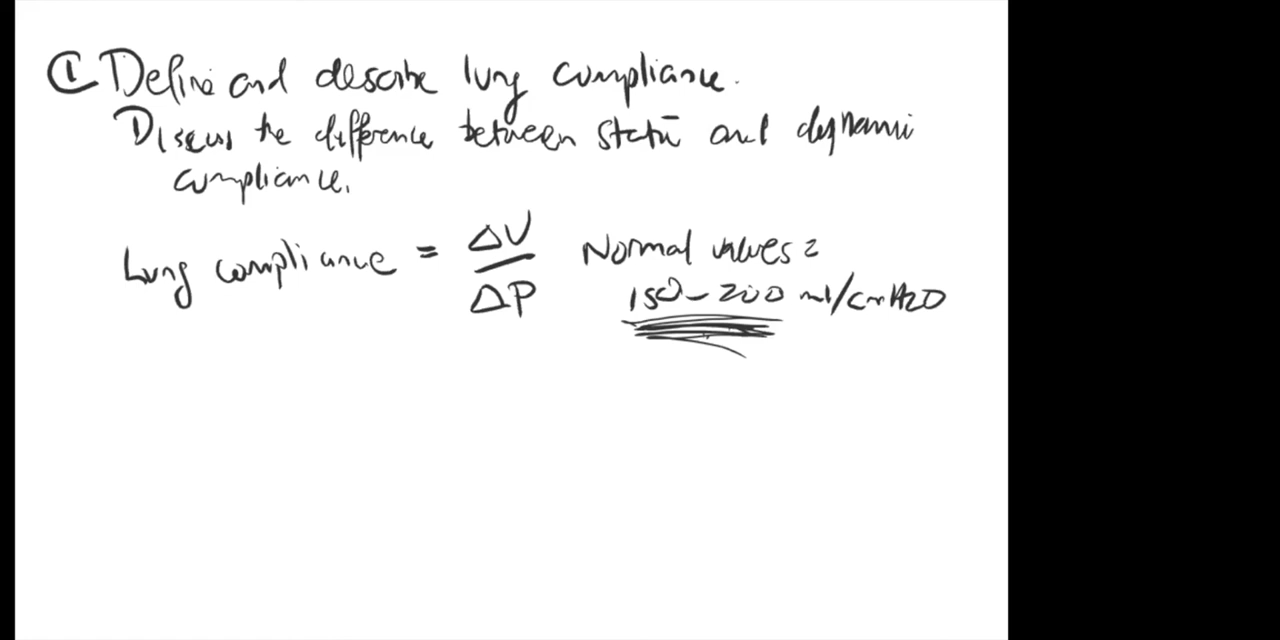 ① Define and describe lung compliance.
Discuss the difference between static and dynamic
compliance.
Lung compliance = ΔV / ΔP
Normal values =
150 - 200 ml/cmH2O